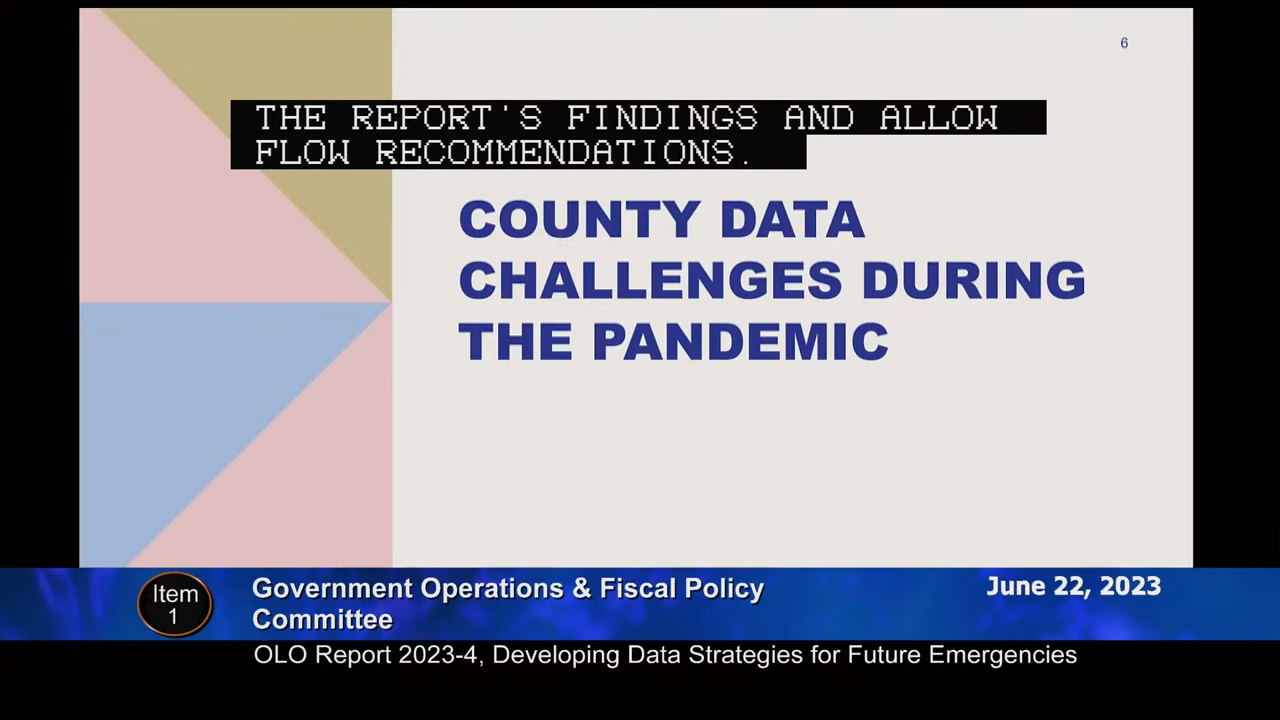 6
THE REPORT'S FINDINGS AND ALLOW
FLOW RECOMMENDATIONS.
COUNTY DATA
CHALLENGES DURING
THE PANDEMIC
Item
1
Government Operations & Fiscal Policy
Committee
June 22, 2023
OLO Report 2023-4, Developing Data Strategies for Future Emergencies